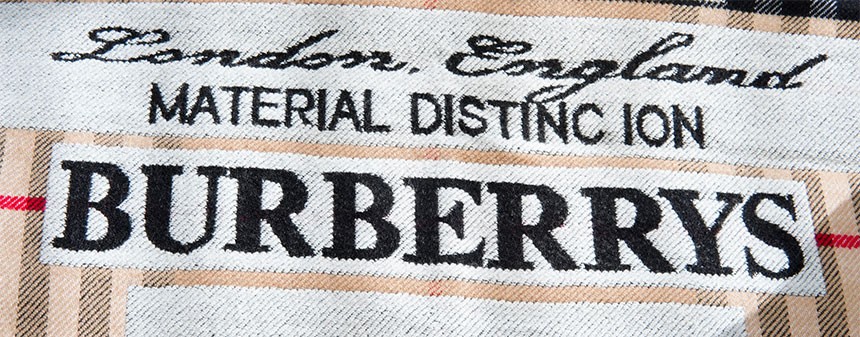 London, England
MATERIAL DISTINC ION
BURBERRYS